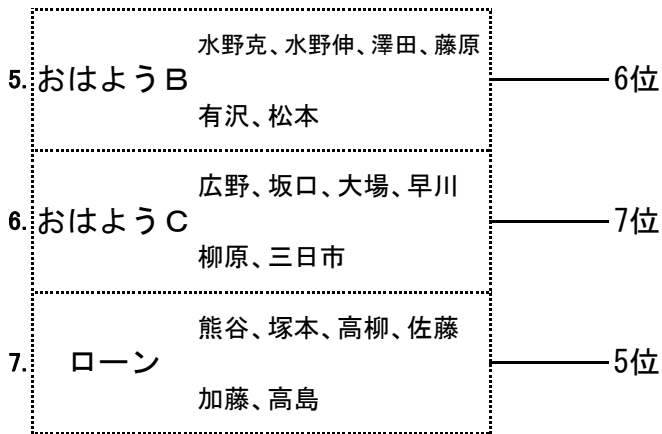 水野克、水野伸、澤田、藤原
5. おはようＢ 6位
有沢、松本
広野、坂口、大場、早川
6. おはようＣ 7位
柳原、三日市
熊谷、塚本、高柳、佐藤
7. ローン 5位
加藤、高島